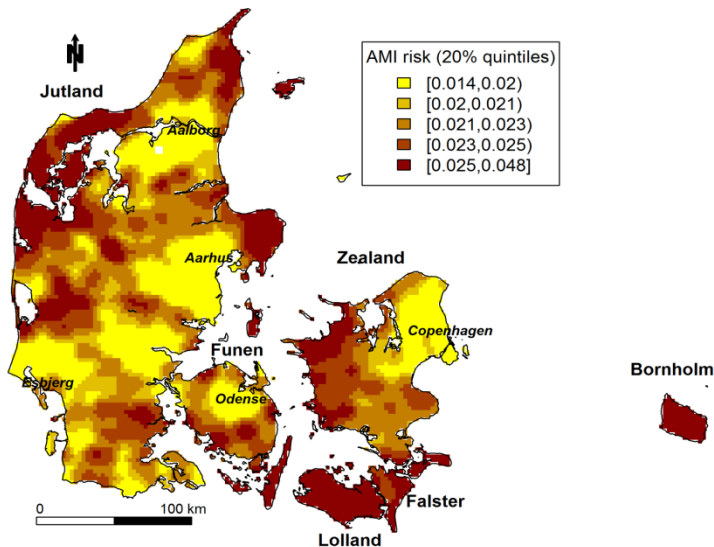 N
Jutland
AMI risk (20% quintiles)
[0.014,0.02)
[0.02,0.021)
[0.021,0.023)
[0.023,0.025)
[0.025,0.048]
Aalborg
Aarhus
Zealand
Copenhagen
Funen
Bornholm
Esbjerg
Odense
0 100 km
Falster
Lolland